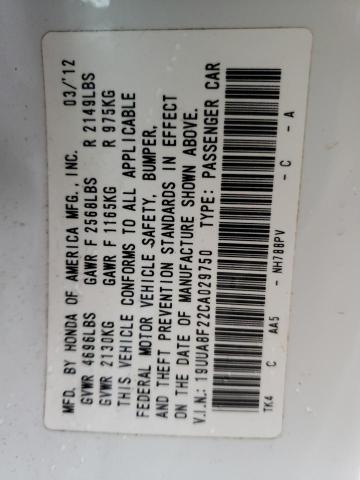 MFD. BY HONDA OF AMERICA MFG., INC. 03/'12
GVWR 4696LBS GAWR F 2568LBS R 2149LBS
GVWR 2130KG GAWR F 1165KG R 975KG
THIS VEHICLE CONFORMS TO ALL APPLICABLE
FEDERAL MOTOR VEHICLE SAFETY, BUMPER,
AND THEFT PREVENTION STANDARDS IN EFFECT
ON THE DATE OF MANUFACTURE SHOWN ABOVE.
V.I.N.: 19UUA8F22CA029750 TYPE: PASSENGER CAR
TK4 C AA5- NH788PV - C - A